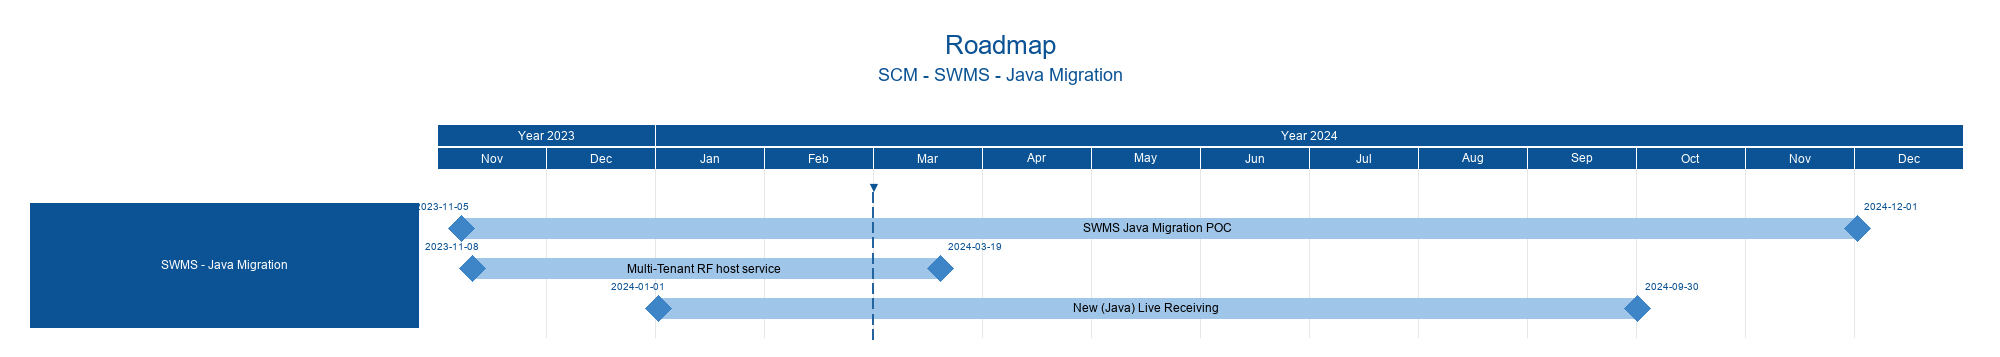 Roadmap
SCM - SWMS - Java Migration
Year 2023 Year 2024
Nov Dec Jan Feb Mar Apr May Jun Jul Aug Sep Oct Nov Dec
2023-11-05 2024-12-01
SWMS Java Migration POC
2023-11-08 2024-03-19
SWMS - Java Migration
Multi-Tenant RF host service
2024-01-01 2024-09-30
New (Java) Live Receiving